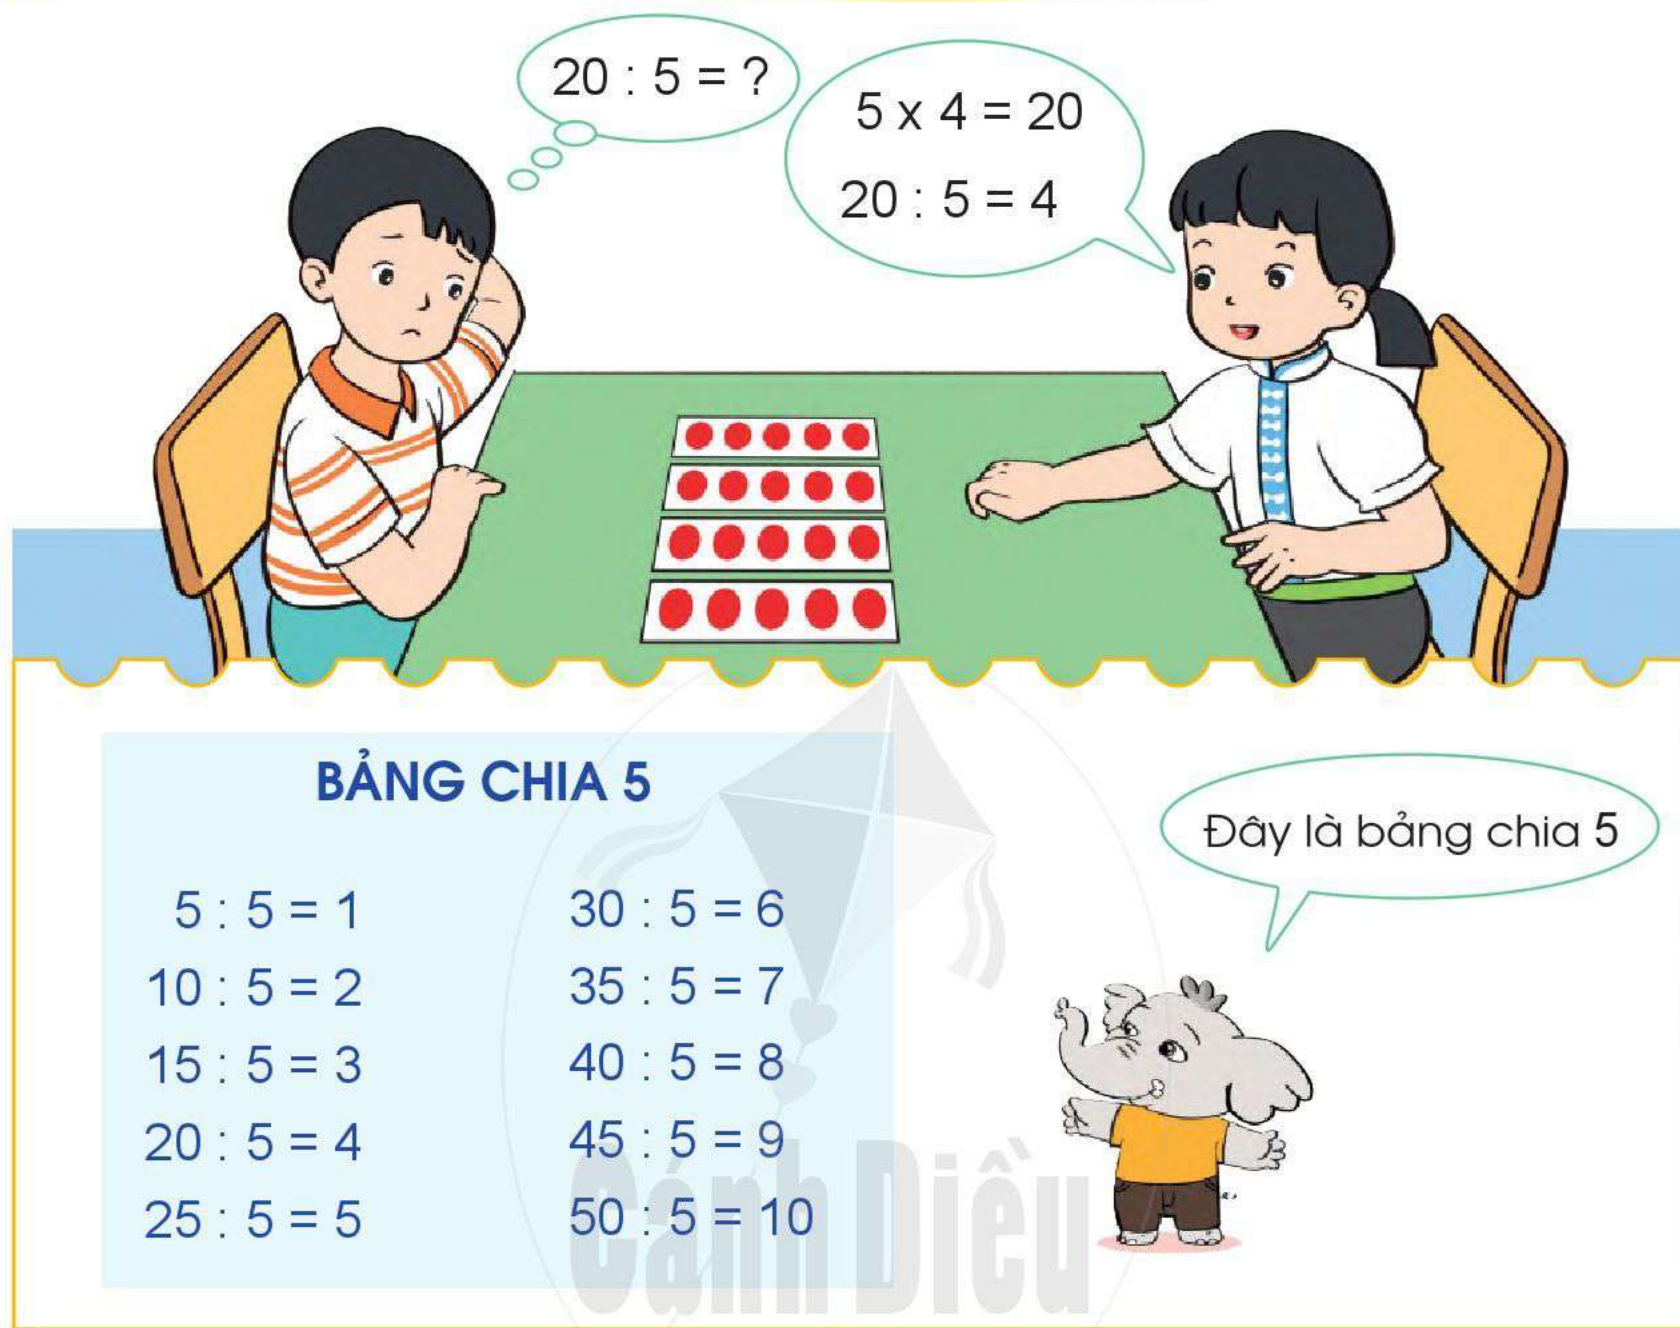 20 : 5 = ?
5 x 4 = 20
20 : 5 = 4
BẢNG CHIA 5
5 : 5 = 1
10 : 5 = 2
15 : 5 = 3
20 : 5 = 4
25 : 5 = 5
30 : 5 = 6
35 : 5 = 7
40 : 5 = 8
45 : 5 = 9
50 : 5 = 10
Đây là bảng chia 5
Cánh Diều